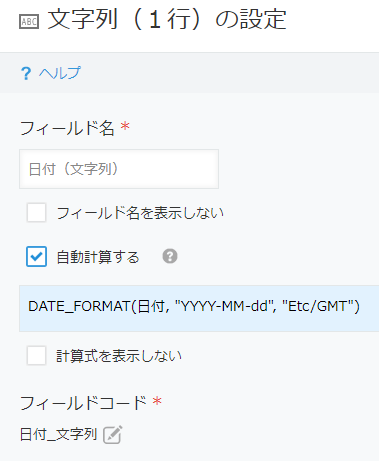 ABC 文字列（１行）の設定
? ヘルプ
フィールド名 *
日付（文字列）
フィールド名を表示しない
自動計算する ?
DATE_FORMAT(日付, "YYYY-MM-dd", "Etc/GMT")
計算式を表示しない
フィールドコード *
日付_文字列